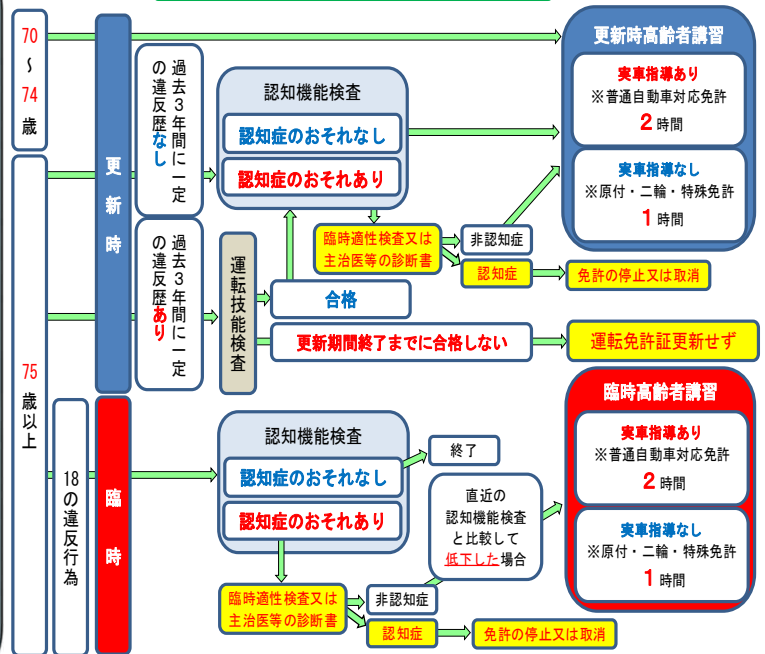 70
～
74
歳
75
歳以上
18の違反行為
更新時
臨時
過去３年間に一定
の違反歴なし
過去３年間に一定
の違反歴あり
認知機能検査
認知症のおそれなし
認知症のおそれあり
運転技能検査
合格
更新期間終了までに合格しない
運転免許証更新せず
臨時適性検査又は
主治医等の診断書
非認知症
認知症
免許の停止又は取消
更新時高齢者講習
実車指導あり
※普通自動車対応免許
2 時間
実車指導なし
※原付・二輪・特殊免許
1 時間
認知機能検査
認知症のおそれなし
認知症のおそれあり
終了
直近の
認知機能検査
と比較して
低下した場合
臨時適性検査又は
主治医等の診断書
非認知症
認知症
免許の停止又は取消
臨時高齢者講習
実車指導あり
※普通自動車対応免許
2 時間
実車指導なし
※原付・二輪・特殊免許
1 時間